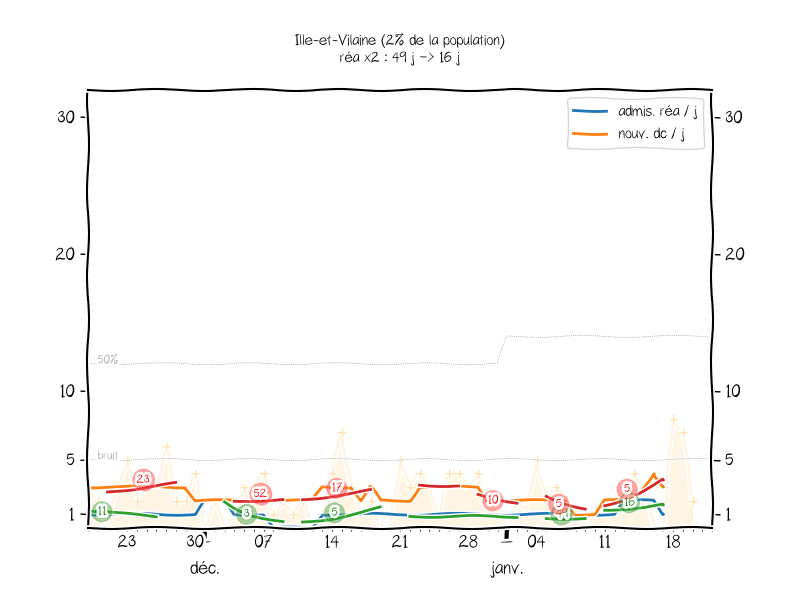 Ille-et-Vilaine (2% de la population)
réa x2 : 49 j -> 16 j
admis. réa / j
nouv. dc / j
30 30
20 20
10 10
5 5
1 1
50%
bruit
23 52 17 10 5 5
11 3 5 16
23 30 07 14 21 28 04 11 18
déc. janv.